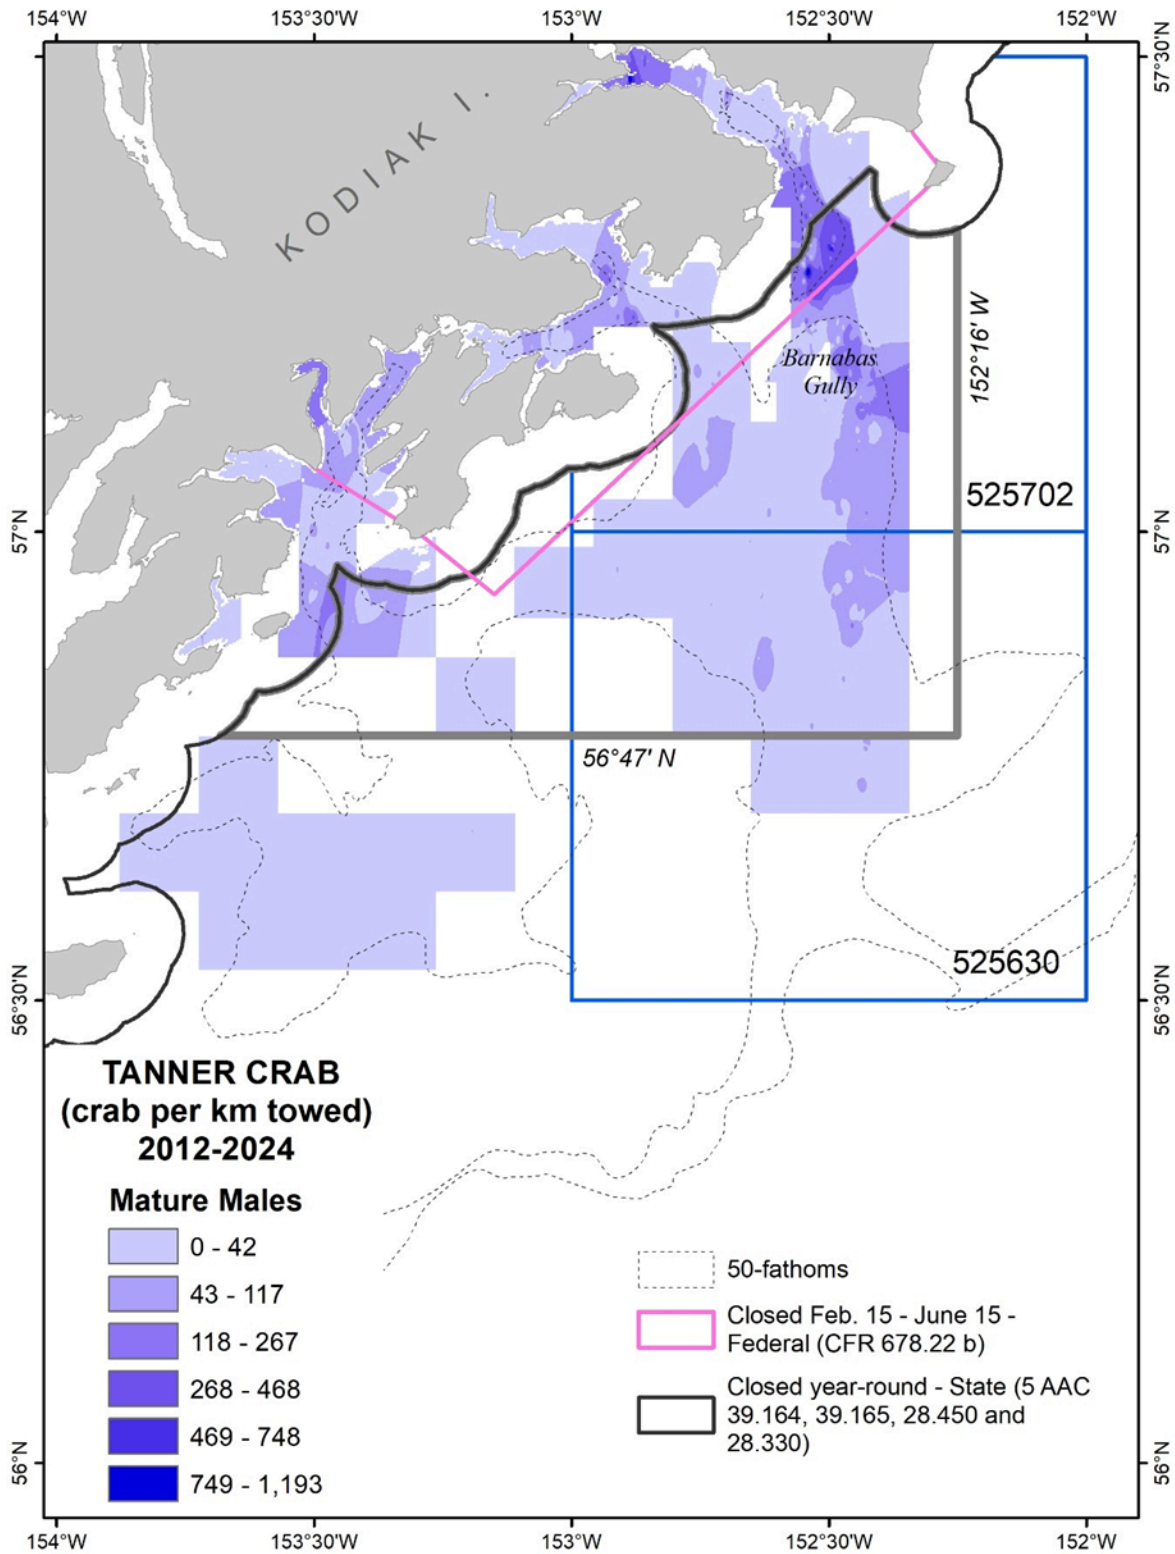 154°W 153°30'W 153°W 152°30'W 152°W
57°30'N
KODIAK I.
152°16' W
Barnabas
Gully
525702
57°N
57°N
56°47' N
525630
56°30'N
56°30'N
TANNER CRAB
(crab per km towed)
2012-2024
Mature Males
0 - 42
43 - 117
118 - 267
268 - 468
469 - 748
749 - 1,193
50-fathoms
Closed Feb. 15 - June 15 -
Federal (CFR 678.22 b)
Closed year-round - State (5 AAC
39.164, 39.165, 28.450 and
28.330)
56°N
56°N
154°W 153°30'W 153°W 152°30'W 152°W